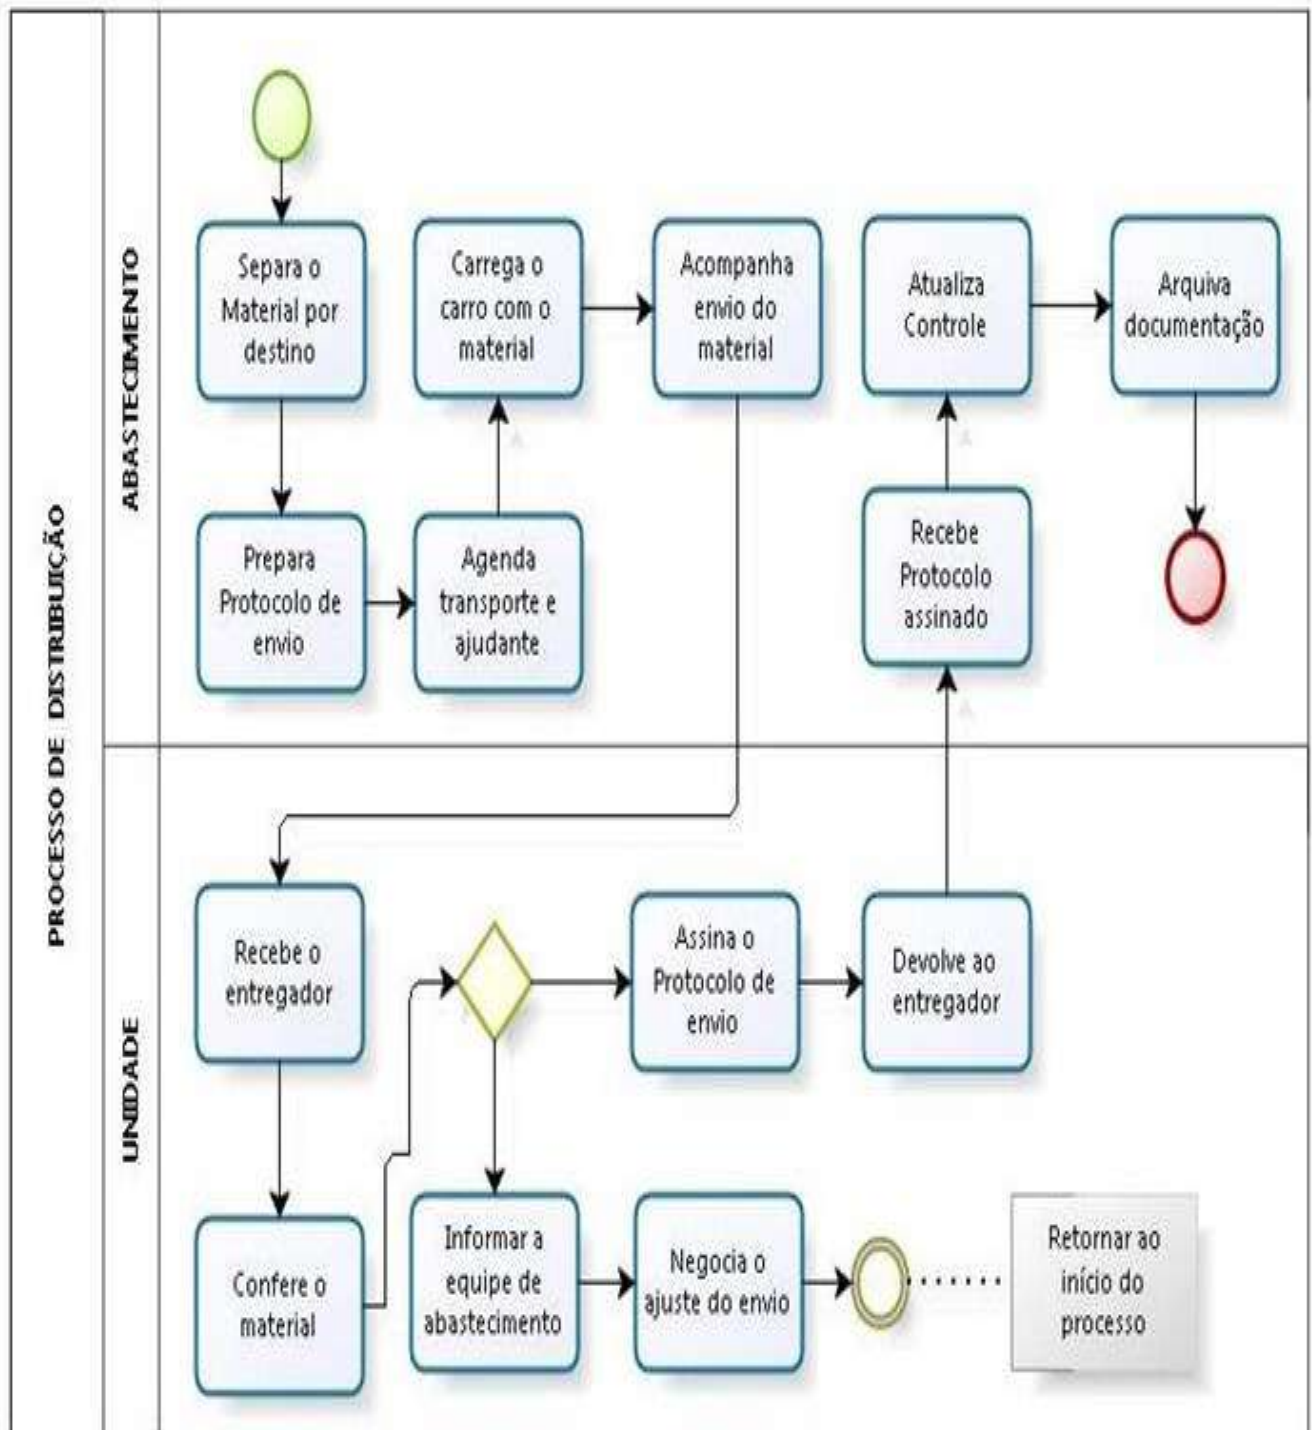 PROCESSO DE DISTRIBUIÇÃO
ABASTECIMENTO
Separa o
Material por
destino
Carrega o
carro com o
material
Acompanha
envio do
material
Atualiza
Controle
Arquiva
documentação
Prepara
Protocolo de
envio
Agenda
transporte e
ajudante
Recebe
Protocolo
assinado
UNIDADE
Recebe o
entregador
Assina o
Protocolo de
envio
Devolve ao
entregador
Confere o
material
Informar a
equipe de
abastecimento
Negocia o
ajuste do envio
Retornar ao
início do
processo